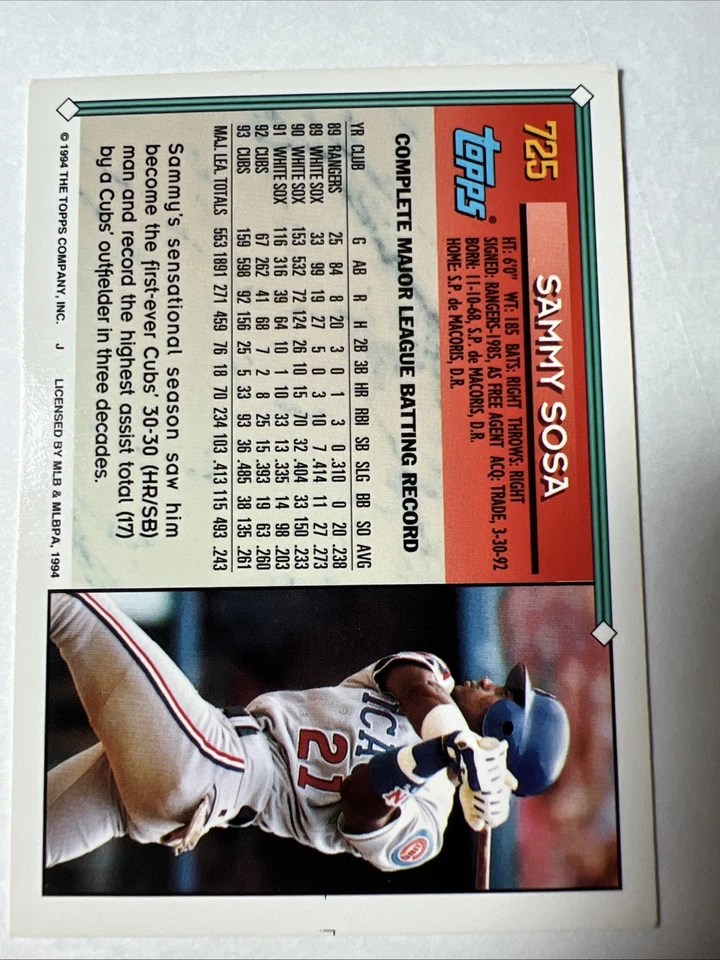 725
SAMMY SOSA
topps®
HT: 6'0" WT: 185 BATS: RIGHT THROWS: RIGHT
SIGNED: RANGERS-1985, AS FREE AGENT ACQ: TRADE, 3-30-92
BORN: 11-10-68, S.P. de MACORIS, D.R.
HOME: S.P. de MACORIS, D.R.
COMPLETE MAJOR LEAGUE BATTING RECORD
YR CLUB G AB R H 2B 3B HR RBI SB SLG BB SO AVG
89 RANGERS 25 84 8 20 3 0 1 3 0 .310 0 20 .238
89 WHITE SOX 33 99 19 27 5 0 3 10 7 .414 11 27 .273
90 WHITE SOX 153 532 72 124 26 10 15 70 32 .404 33 150 .233
91 WHITE SOX 116 316 39 64 10 1 10 33 13 .335 14 98 .203
92 CUBS 67 262 41 68 7 2 8 25 15 .393 19 63 .260
93 CUBS 159 598 92 156 25 5 33 93 36 .485 38 135 .261
MAJ. LEA. TOTALS 553 1891 271 459 76 18 70 234 103 .413 115 493 .243
Sammy's sensational season saw him
become the first-ever Cubs' 30-30 (HR/SB)
man and record the highest assist total (17)
by a Cubs' outfielder in three decades.
© 1994 THE TOPPS COMPANY, INC. J LICENSED BY MLB & MLBPA, 1994
ICA
21